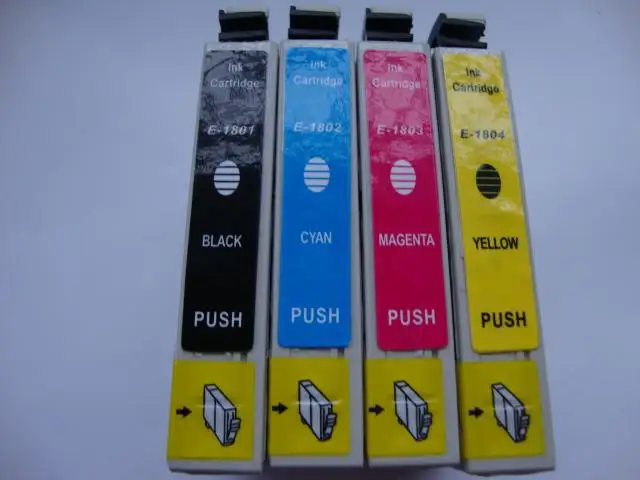 Ink
Cartridge
E-1801
BLACK
PUSH
Ink
Cartridge
E-1802
CYAN
PUSH
Ink
Cartridge
E-1803
MAGENTA
PUSH
Ink
Cartridge
E-1804
YELLOW
PUSH